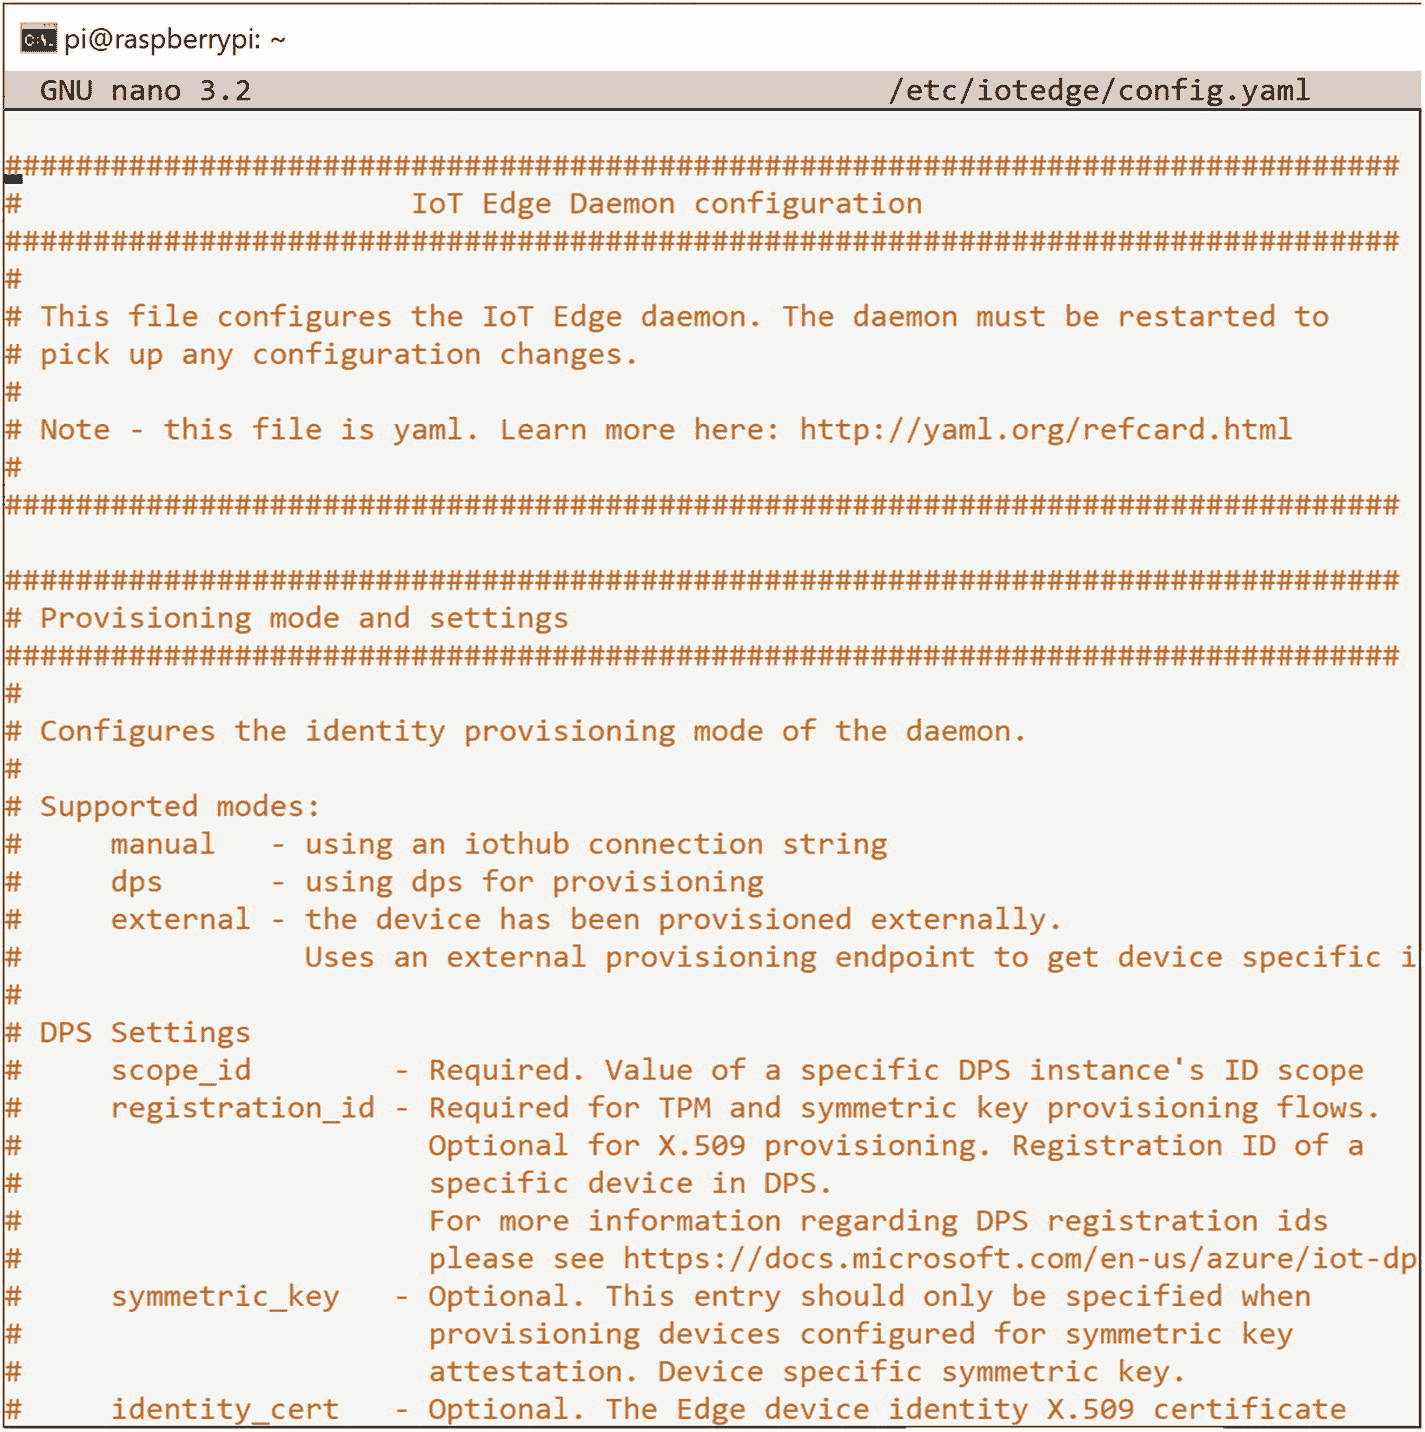 C:\. pi@raspberrypi: ~
GNU nano 3.2 /etc/iotedge/config.yaml
###############################################################################
# IoT Edge Daemon configuration
###############################################################################
#
# This file configures the IoT Edge daemon. The daemon must be restarted to
# pick up any configuration changes.
#
# Note - this file is yaml. Learn more here: http://yaml.org/refcard.html
#
###############################################################################
###############################################################################
# Provisioning mode and settings
###############################################################################
#
# Configures the identity provisioning mode of the daemon.
#
# Supported modes:
# manual - using an iothub connection string
# dps - using dps for provisioning
# external - the device has been provisioned externally.
# Uses an external provisioning endpoint to get device specific i
#
# DPS Settings
# scope_id - Required. Value of a specific DPS instance's ID scope
# registration_id - Required for TPM and symmetric key provisioning flows.
# Optional for X.509 provisioning. Registration ID of a
# specific device in DPS.
# For more information regarding DPS registration ids
# please see https://docs.microsoft.com/en-us/azure/iot-dp
# symmetric_key - Optional. This entry should only be specified when
# provisioning devices configured for symmetric key
# attestation. Device specific symmetric key.
# identity_cert - Optional. The Edge device identity X.509 certificate